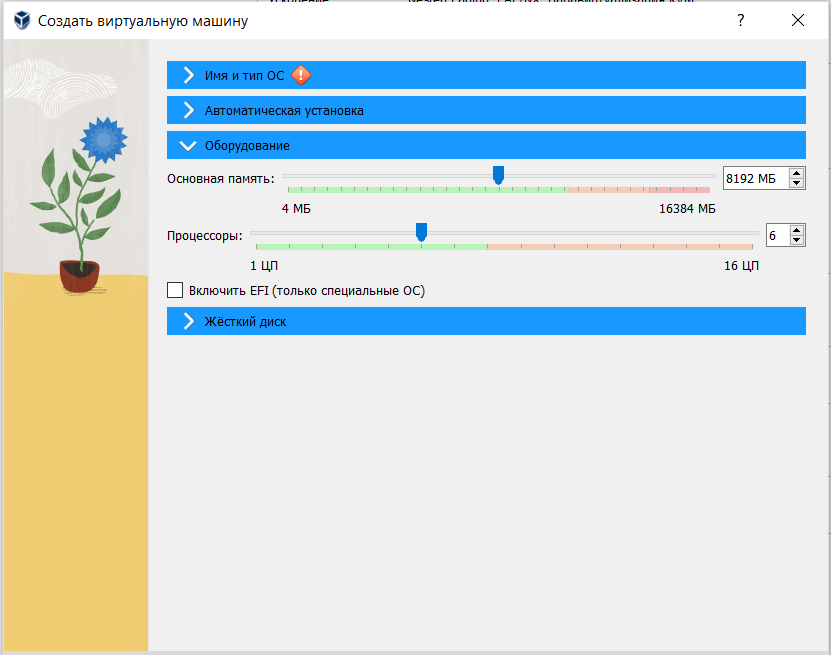 Создать виртуальную машину
?
Имя и тип ОС
Автоматическая установка
Оборудование
Основная память:
8192 МБ
4 МБ
16384 МБ
Процессоры:
6
1 ЦП
16 ЦП
Включить EFI (только специальные ОС)
Жёсткий диск